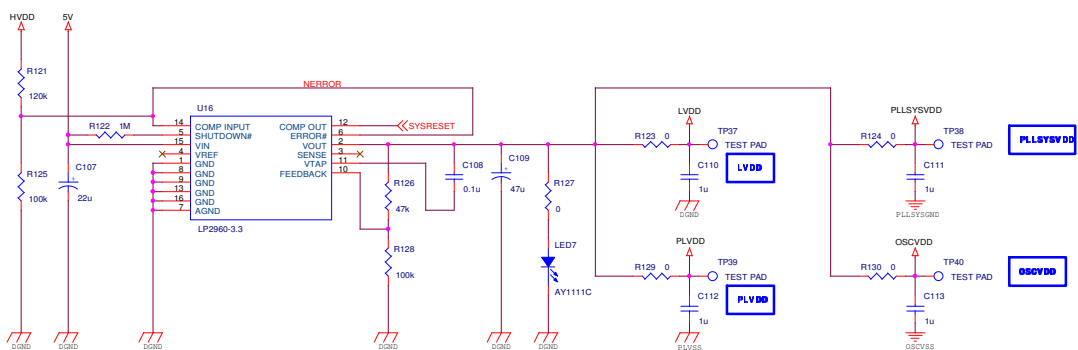 HVDD
5V
R121
120k
NERROR
U16
R122 1M
14 COMP INPUT
5 SHUTDOWN#
15 VIN
4 VREF
1 GND
8 GND
9 GND
13 GND
16 GND
7 AGND
COMP OUT 12
ERROR# 6
VOUT 2
SENSE 3
VTAP 11
FEEDBACK 10
LP2960-3.3
SYSRESET
R125
100k
C107
+
22u
R126
47k
R128
100k
C108
0.1u
C109
+
47u
R127
0
LED7
AY1111C
LVDD
R123 0
TP37
TEST PAD
C110
1u
LVDD
DGND
PLLSYSVDD
R124 0
TP38
TEST PAD
C111
1u
PLLSYSVDD
PLLSYSGND
PLVDD
R129 0
TP39
TEST PAD
C112
1u
PLVDD
PLVSS
OSCVDD
R130 0
TP40
TEST PAD
C113
1u
OSCVDD
OSCVSS
DGND
DGND
DGND
DGND
DGND
DGND